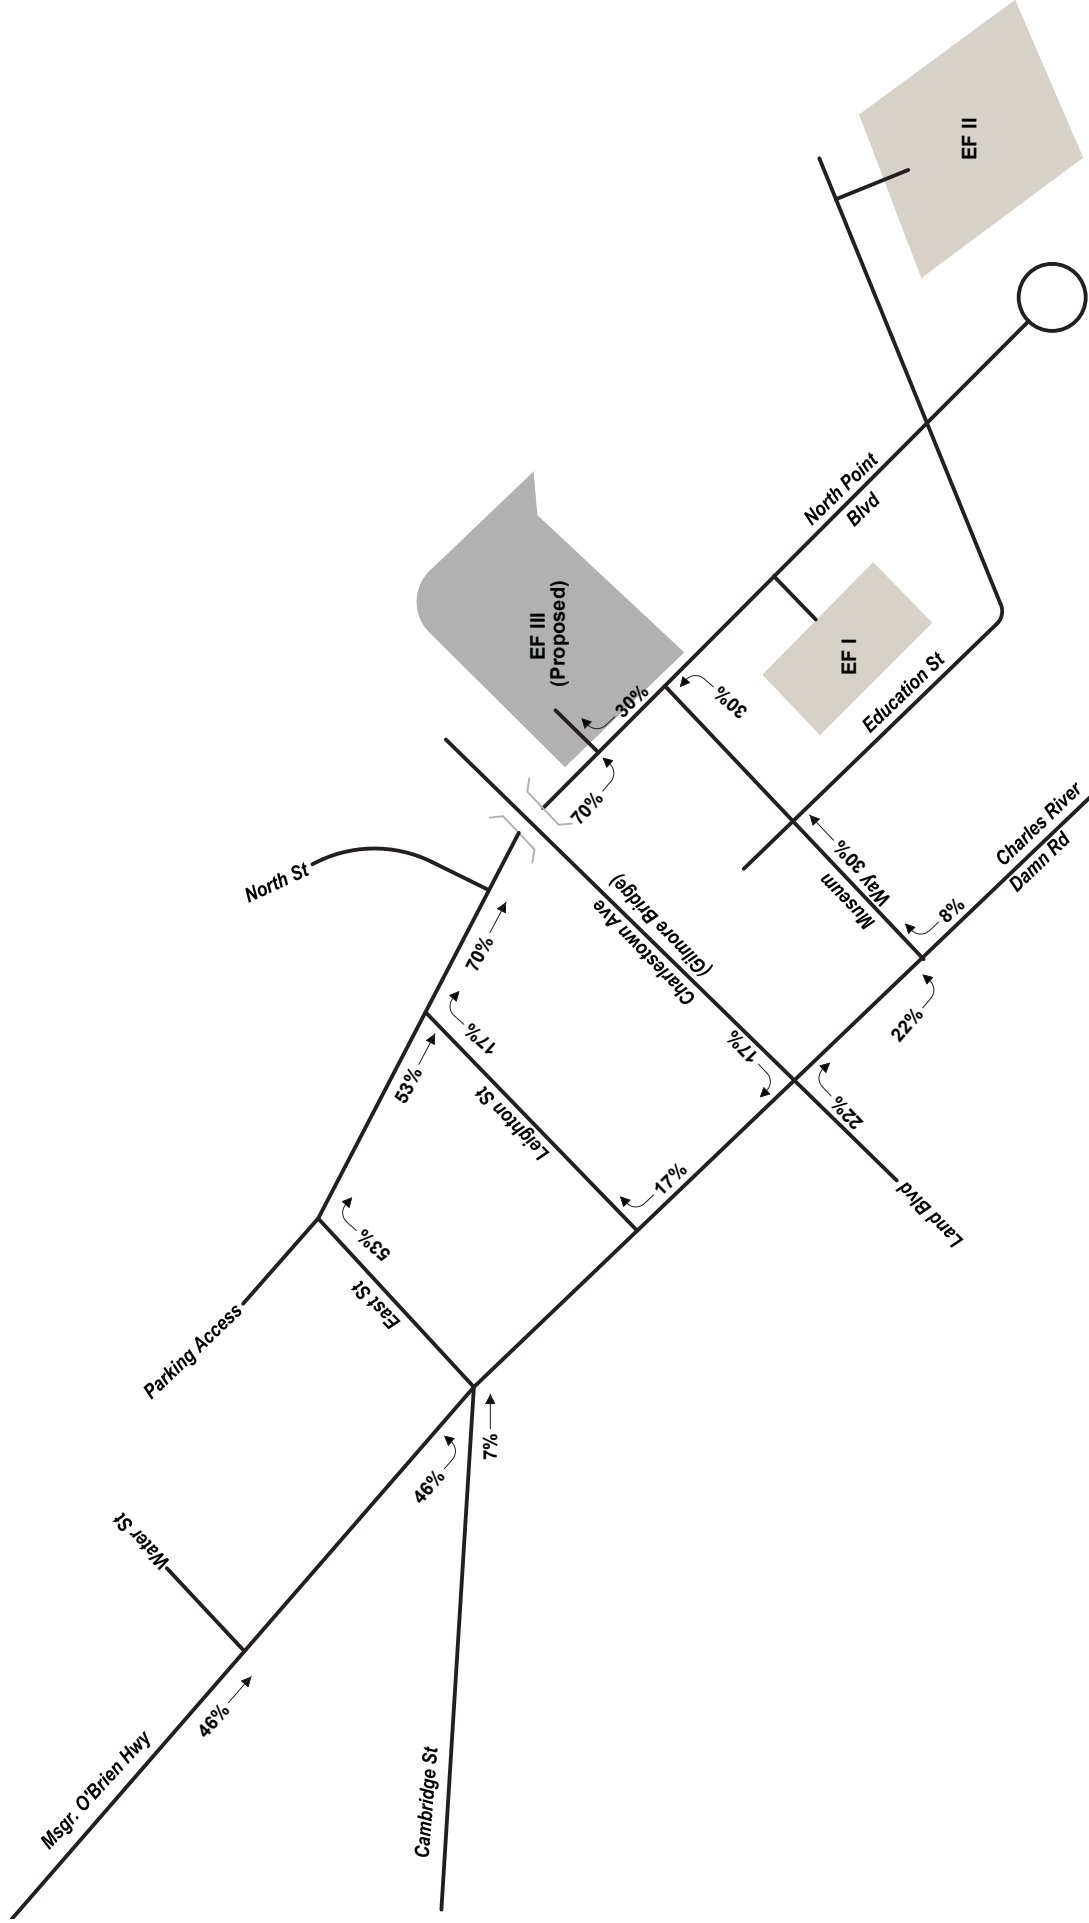 EF II
North Point
Blvd
EF III
(Proposed)
EF I
30%
30%
70%
Education St
North St
Charles River
Damn Rd
Museum
Way 30%
8%
22%
Charlestown Ave
(Gilmore Bridge)
70%
17%
53%
17%
22%
Leighton St
17%
Land Blvd
53%
East St
Parking Access
46%
7%
Water St
46%
Msgr. O'Brien Hwy
Cambridge St